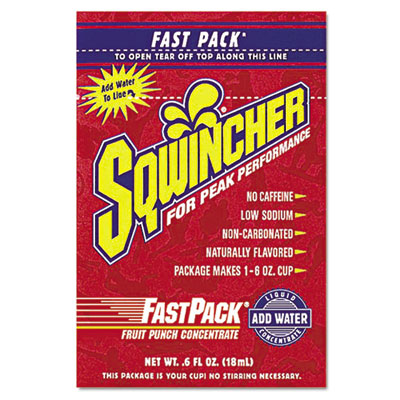 FAST PACK®
TO OPEN TEAR OFF TOP ALONG THIS LINE
Add Water
To Line
SQWINCHER
FOR PEAK PERFORMANCE
NO CAFFEINE
LOW SODIUM
NON-CARBONATED
NATURALLY FLAVORED
PACKAGE MAKES 1-6 OZ. CUP
FASTPACK®
FRUIT PUNCH CONCENTRATE
LIQUID
ADD WATER
CONCENTRATE
NET WT. .6 FL OZ. (18mL)
THIS PACKAGE IS YOUR CUP! NO STIRRING NECESSARY.